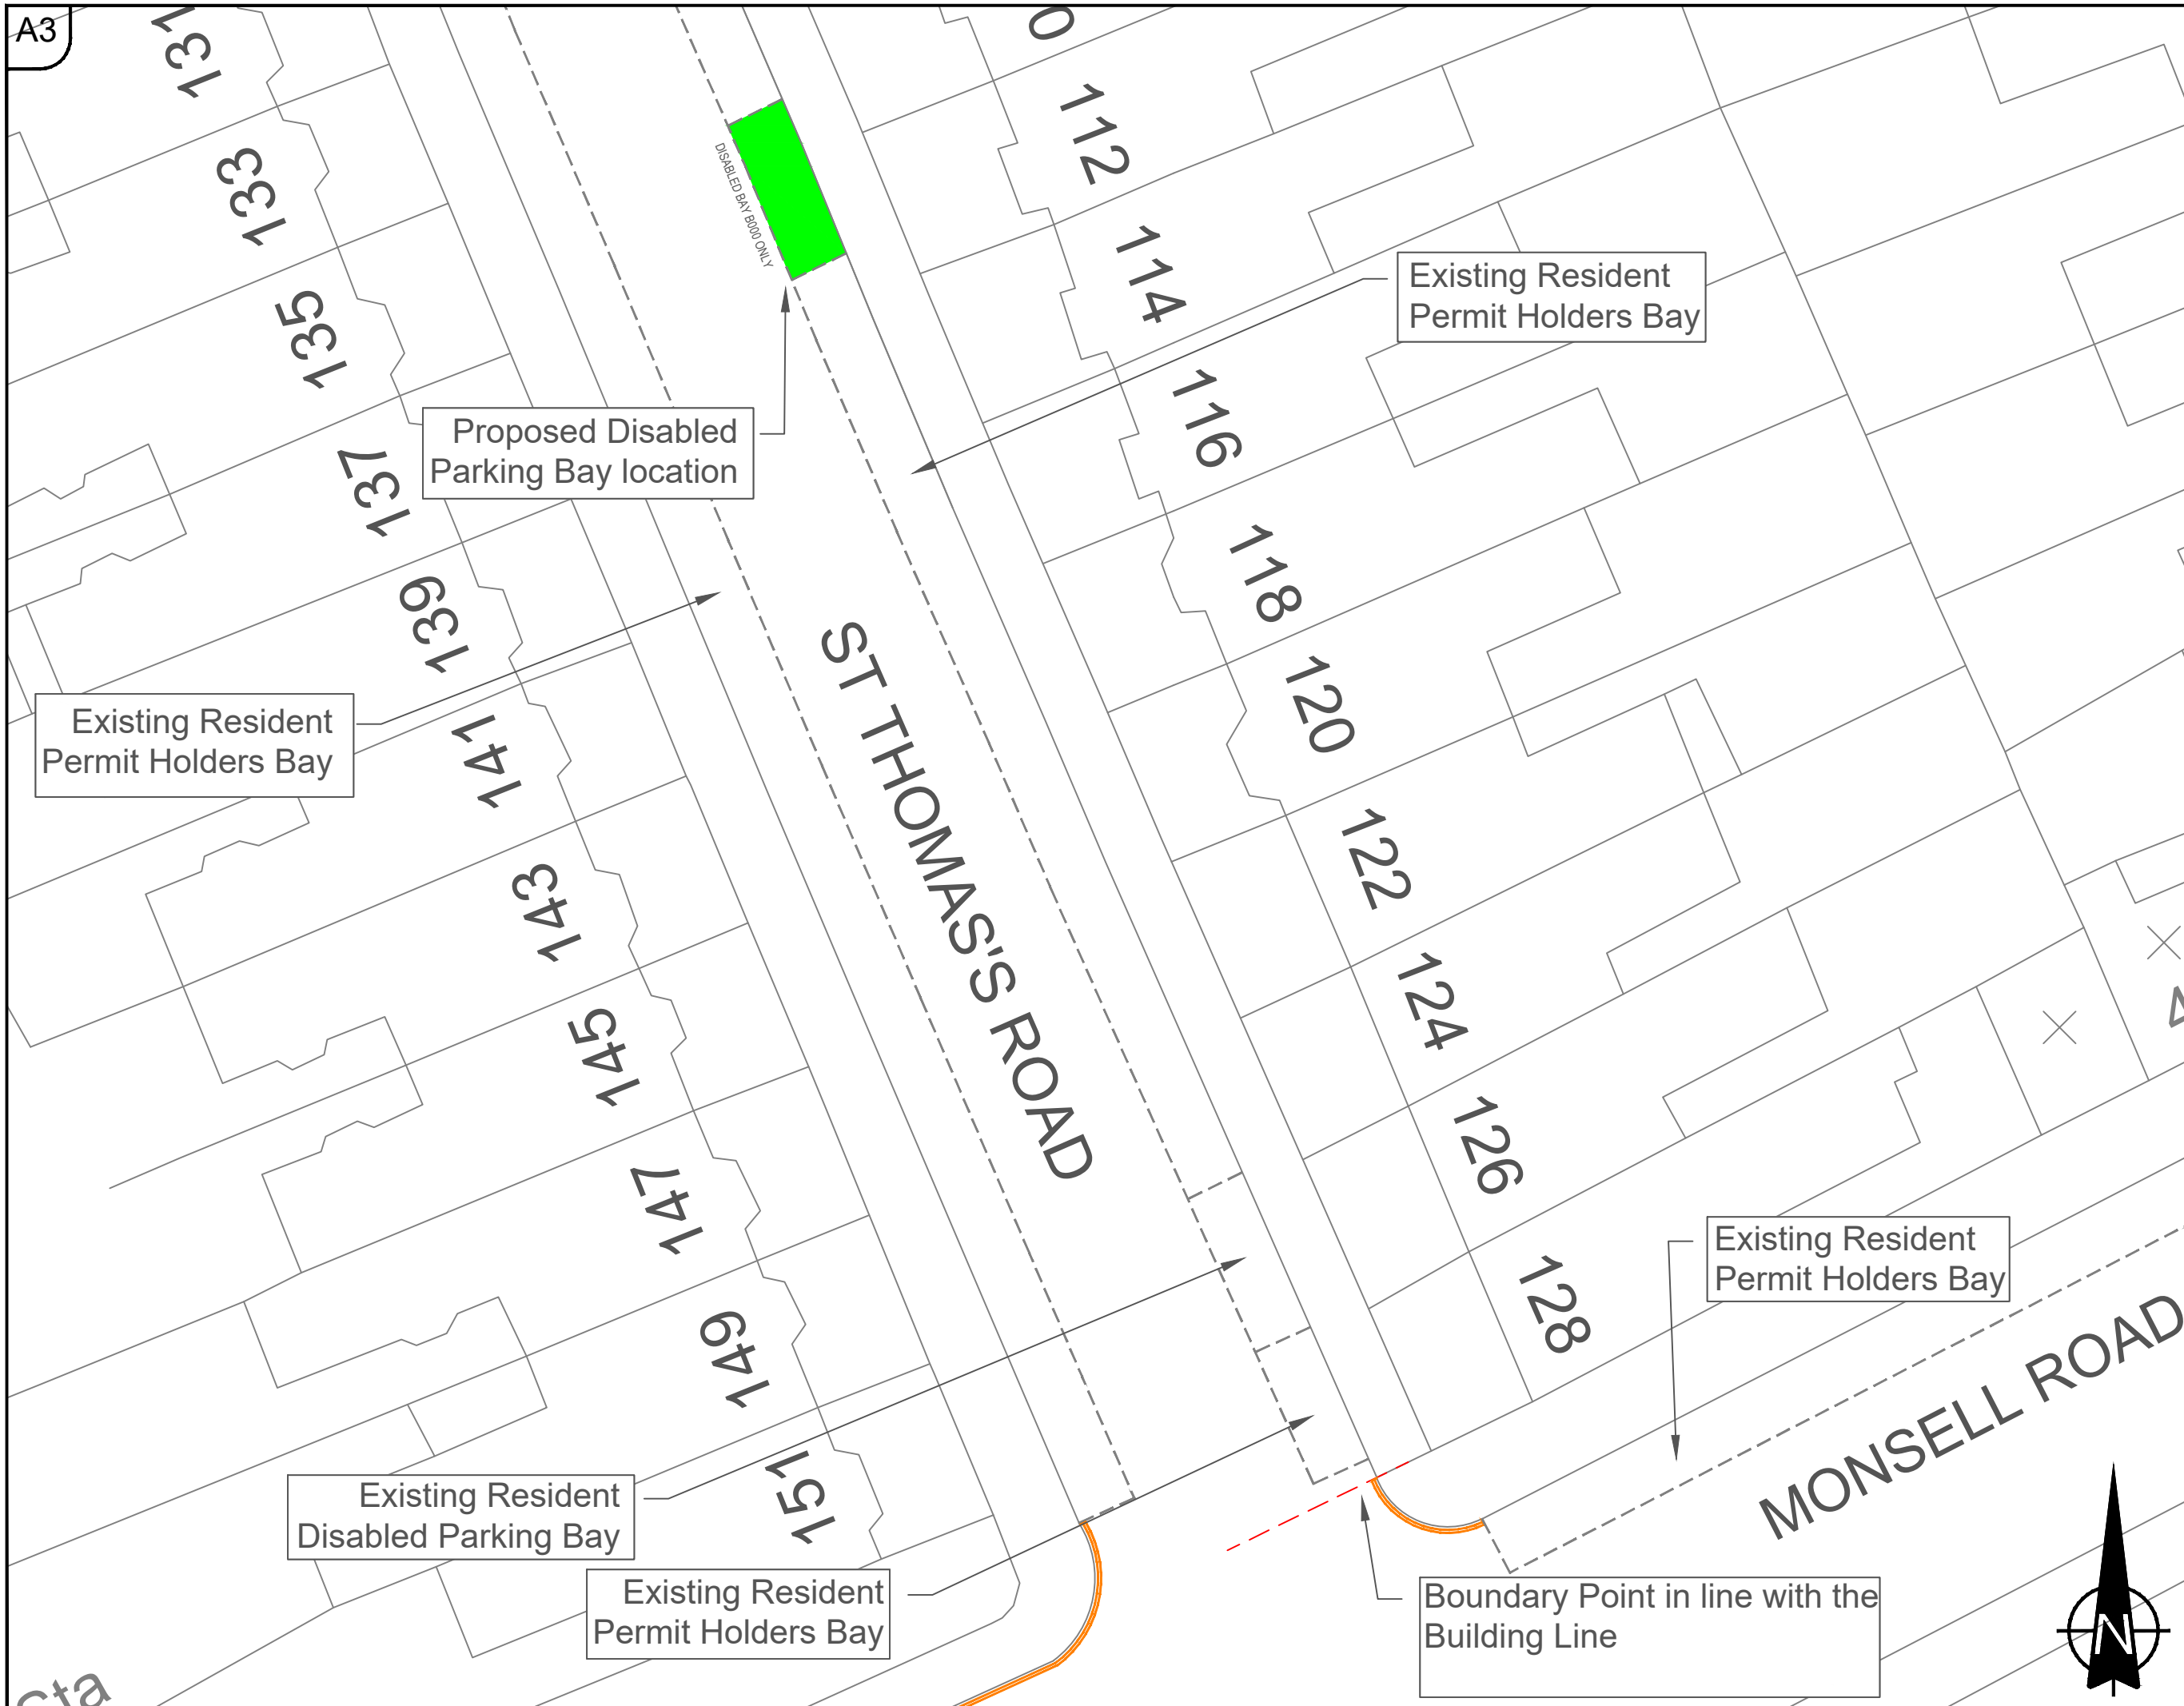 A3
131
133
135
137
139
141
143
145
147
149
151
0
112
114
116
118
120
122
124
126
128
DISABLED BAY B000 ONLY
Existing Resident
Permit Holders Bay
Proposed Disabled
Parking Bay location
Existing Resident
Permit Holders Bay
ST THOMAS'S ROAD
Existing Resident
Permit Holders Bay
MONSELL ROAD
Existing Resident
Disabled Parking Bay
Existing Resident
Permit Holders Bay
Boundary Point in line with the
Building Line
N
Sta